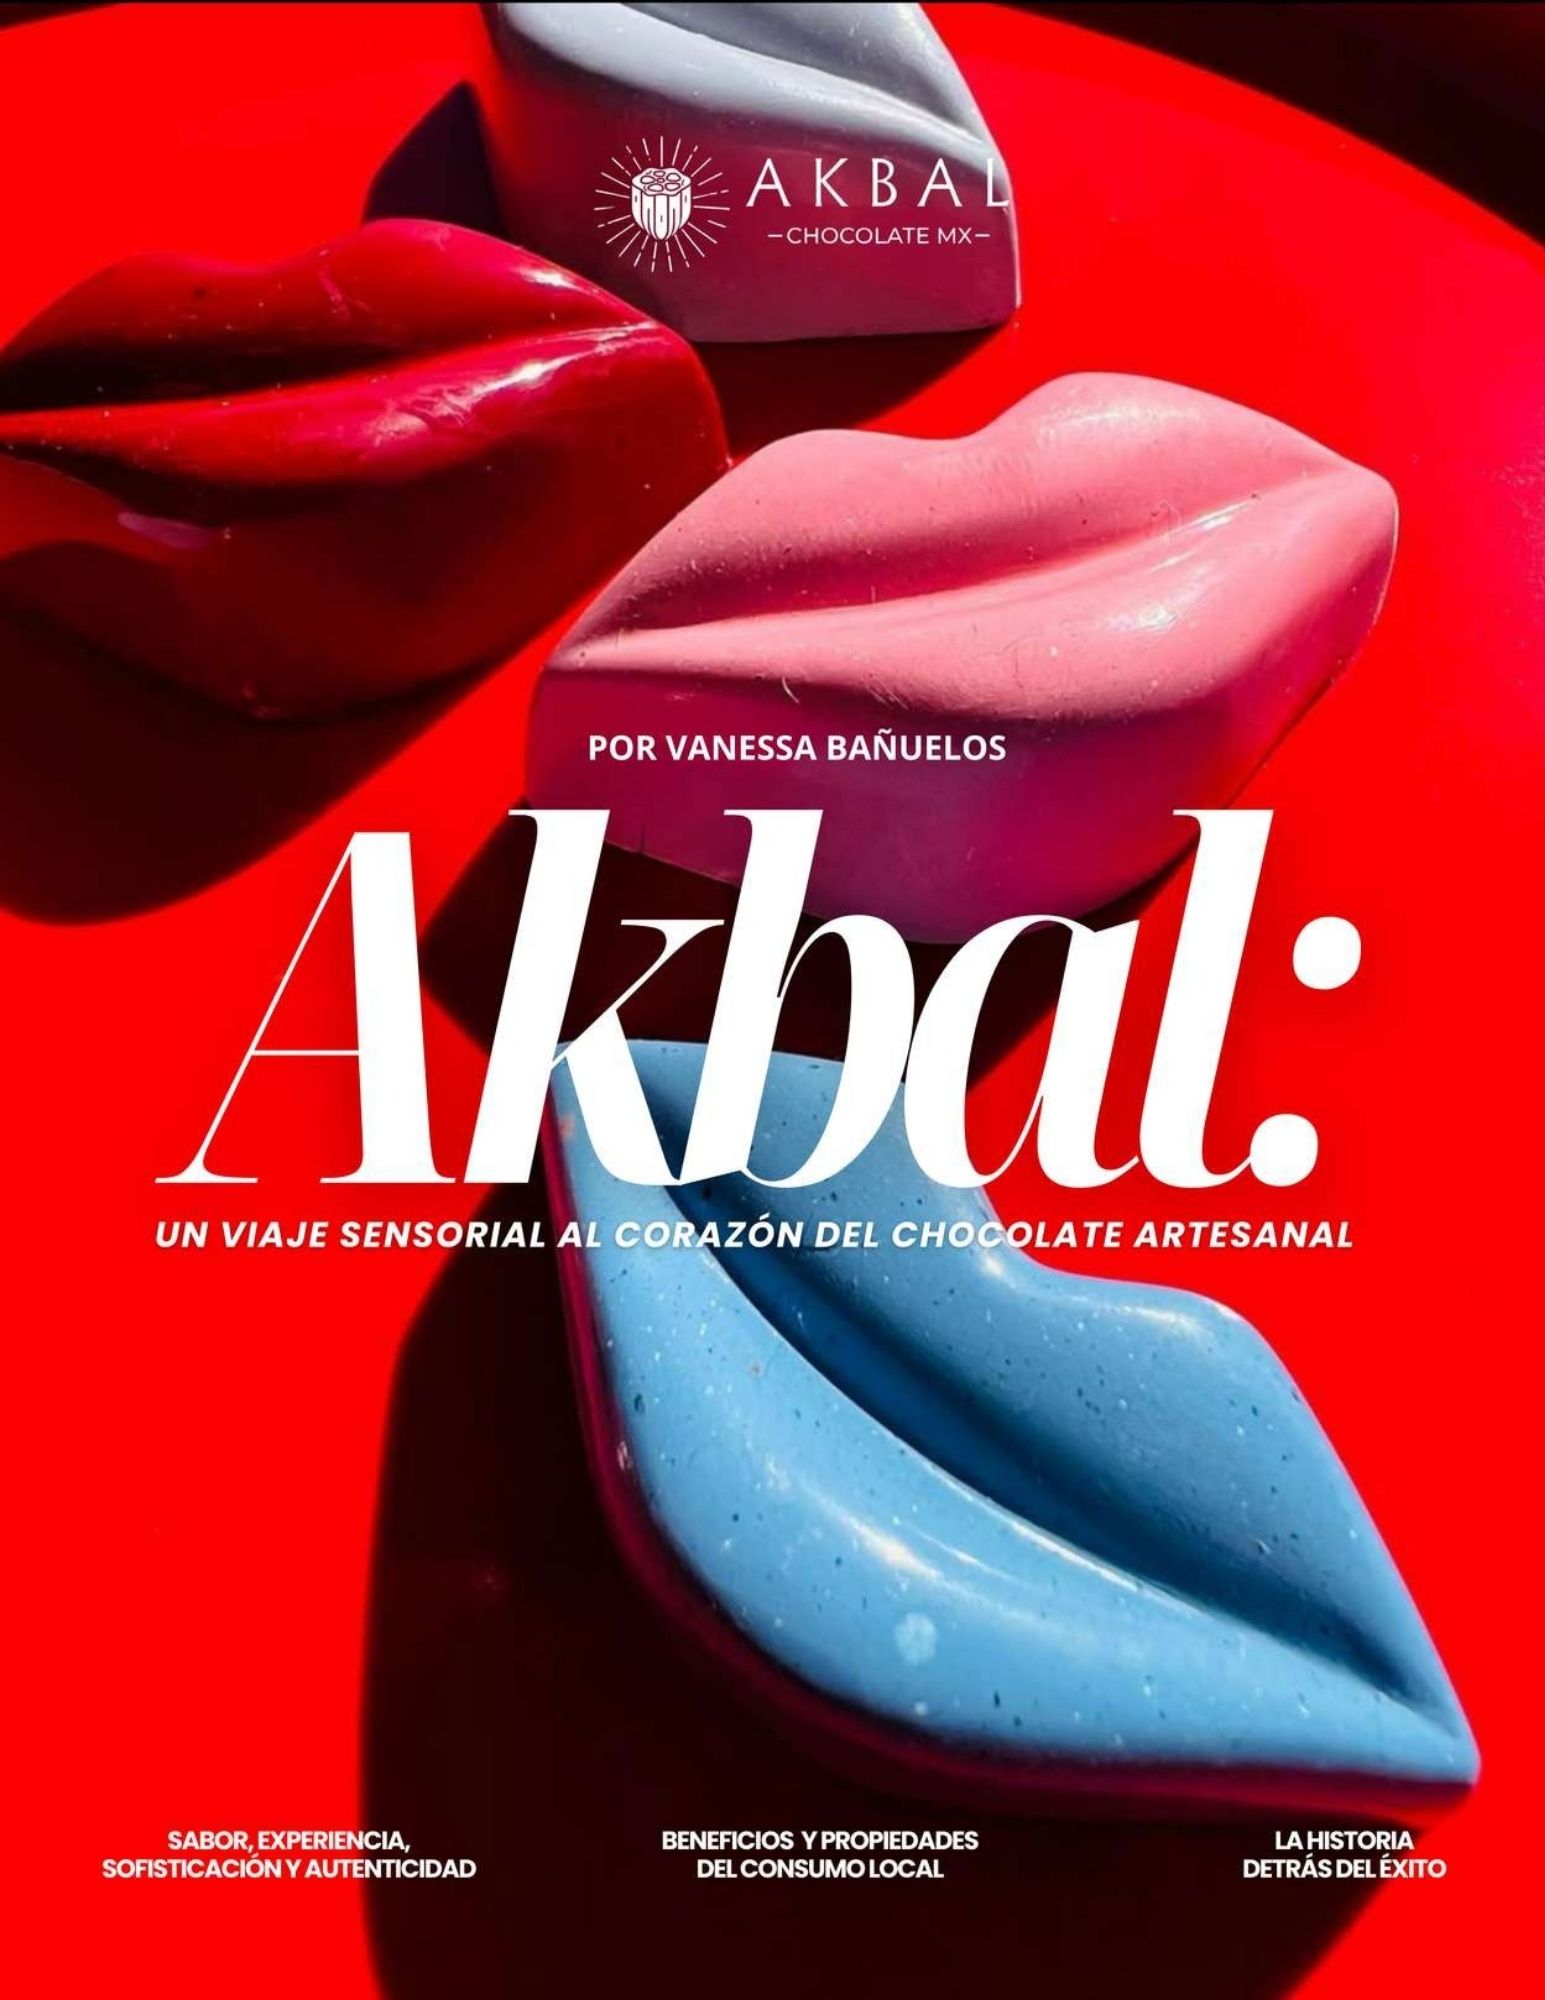 AKBAL
–CHOCOLATE MX–
POR VANESSA BAÑUELOS
Akbal:
UN VIAJE SENSORIAL AL CORAZÓN DEL CHOCOLATE ARTESANAL
SABOR, EXPERIENCIA,
SOFISTICACIÓN Y AUTENTICIDAD
BENEFICIOS Y PROPIEDADES
DEL CONSUMO LOCAL
LA HISTORIA
DETRÁS DEL ÉXITO